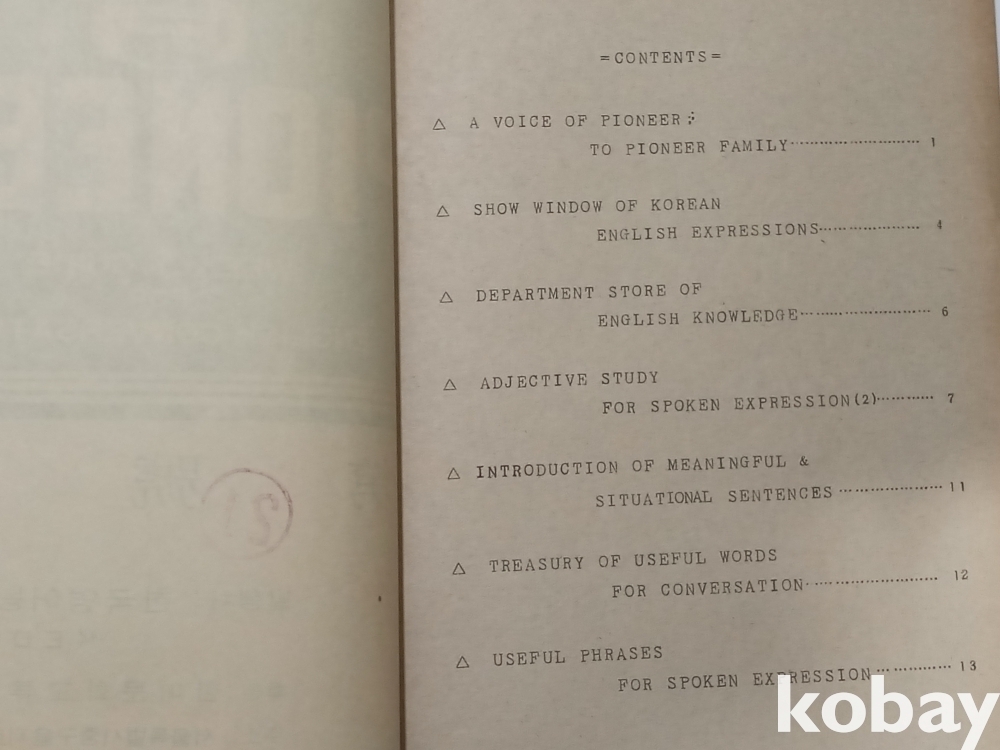 =CONTENTS=
△ A VOICE OF PIONEER:
TO PIONEER FAMILY·················· 1
△ SHOW WINDOW OF KOREAN
ENGLISH EXPRESSIONS·················· 4
△ DEPARTMENT STORE OF
ENGLISH KNOWLEDGE·················· 6
△ ADJECTIVE STUDY
FOR SPOKEN EXPRESSION(2)··········· 7
△ INTRODUCTION OF MEANINGFUL &
SITUATIONAL SENTENCES ·················· 11
△ TREASURY OF USEFUL WORDS
FOR CONVERSATION·················· 12
△ USEFUL PHRASES
FOR SPOKEN EXPRESSION············· 13
kobay